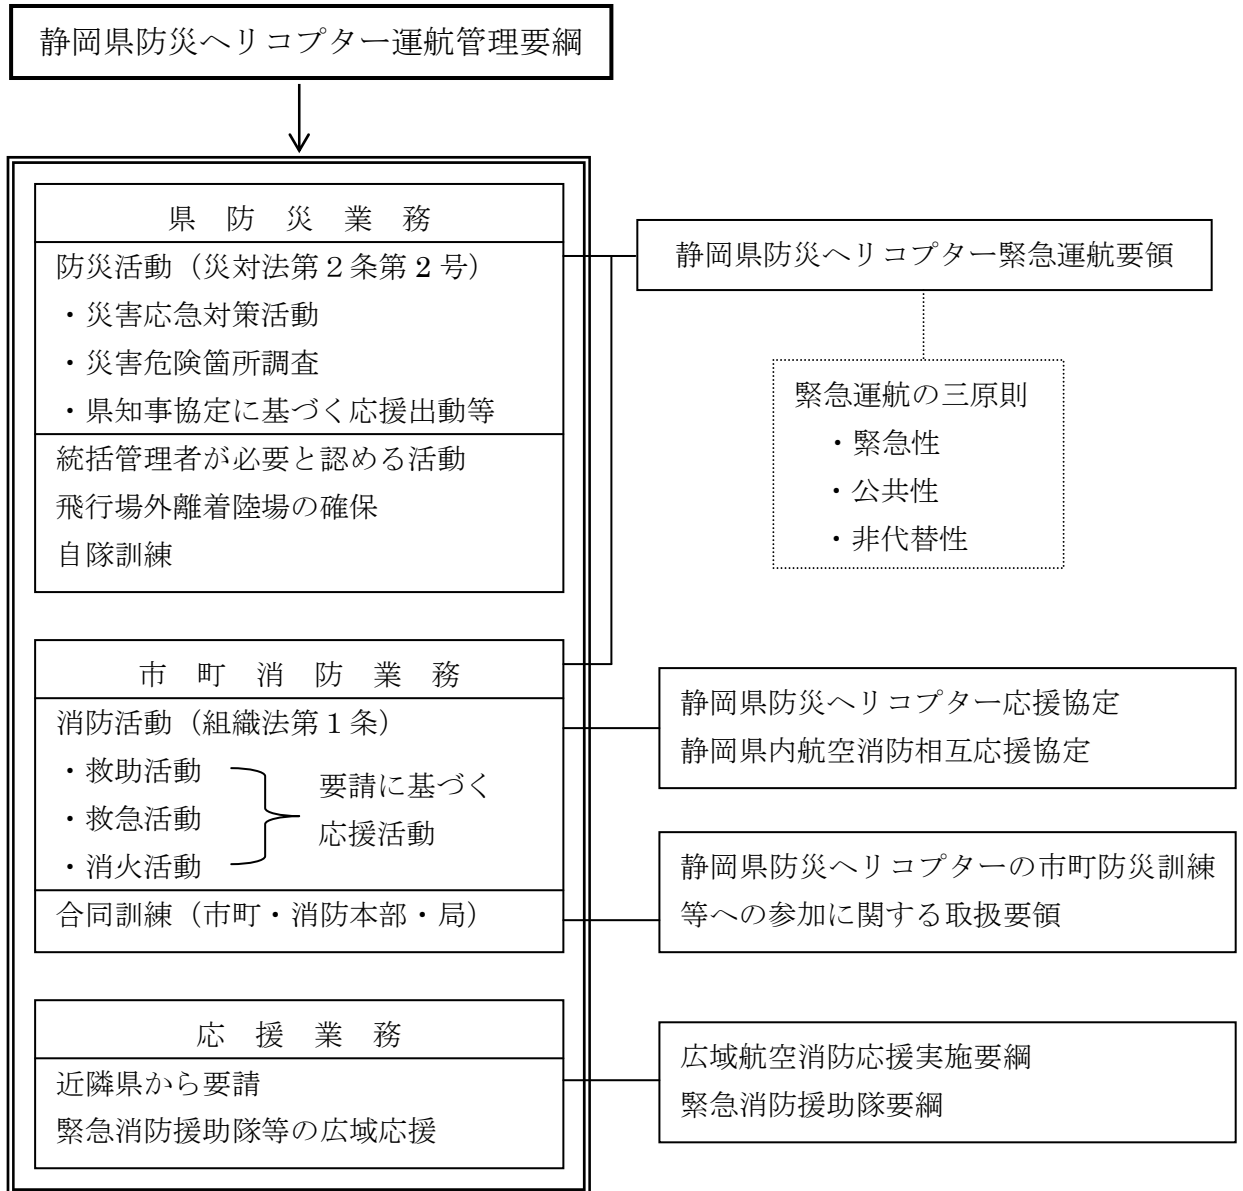 静岡県防災ヘリコプター運航管理要綱
県防災業務
防災活動（災対法第２条第２号）
・災害応急対策活動
・災害危険箇所調査
・県知事協定に基づく応援出動等
統括管理者が必要と認める活動
飛行場外離着陸場の確保
自隊訓練
静岡県防災ヘリコプター緊急運航要領
緊急運航の三原則
・緊急性
・公共性
・非代替性
市町消防業務
消防活動（組織法第１条）
・救助活動
・救急活動
・消火活動
要請に基づく
応援活動
合同訓練（市町・消防本部・局）
静岡県防災ヘリコプター応援協定
静岡県内航空消防相互応援協定
静岡県防災ヘリコプターの市町防災訓練
等への参加に関する取扱要領
応援業務
近隣県から要請
緊急消防援助隊等の広域応援
広域航空消防応援実施要綱
緊急消防援助隊要綱